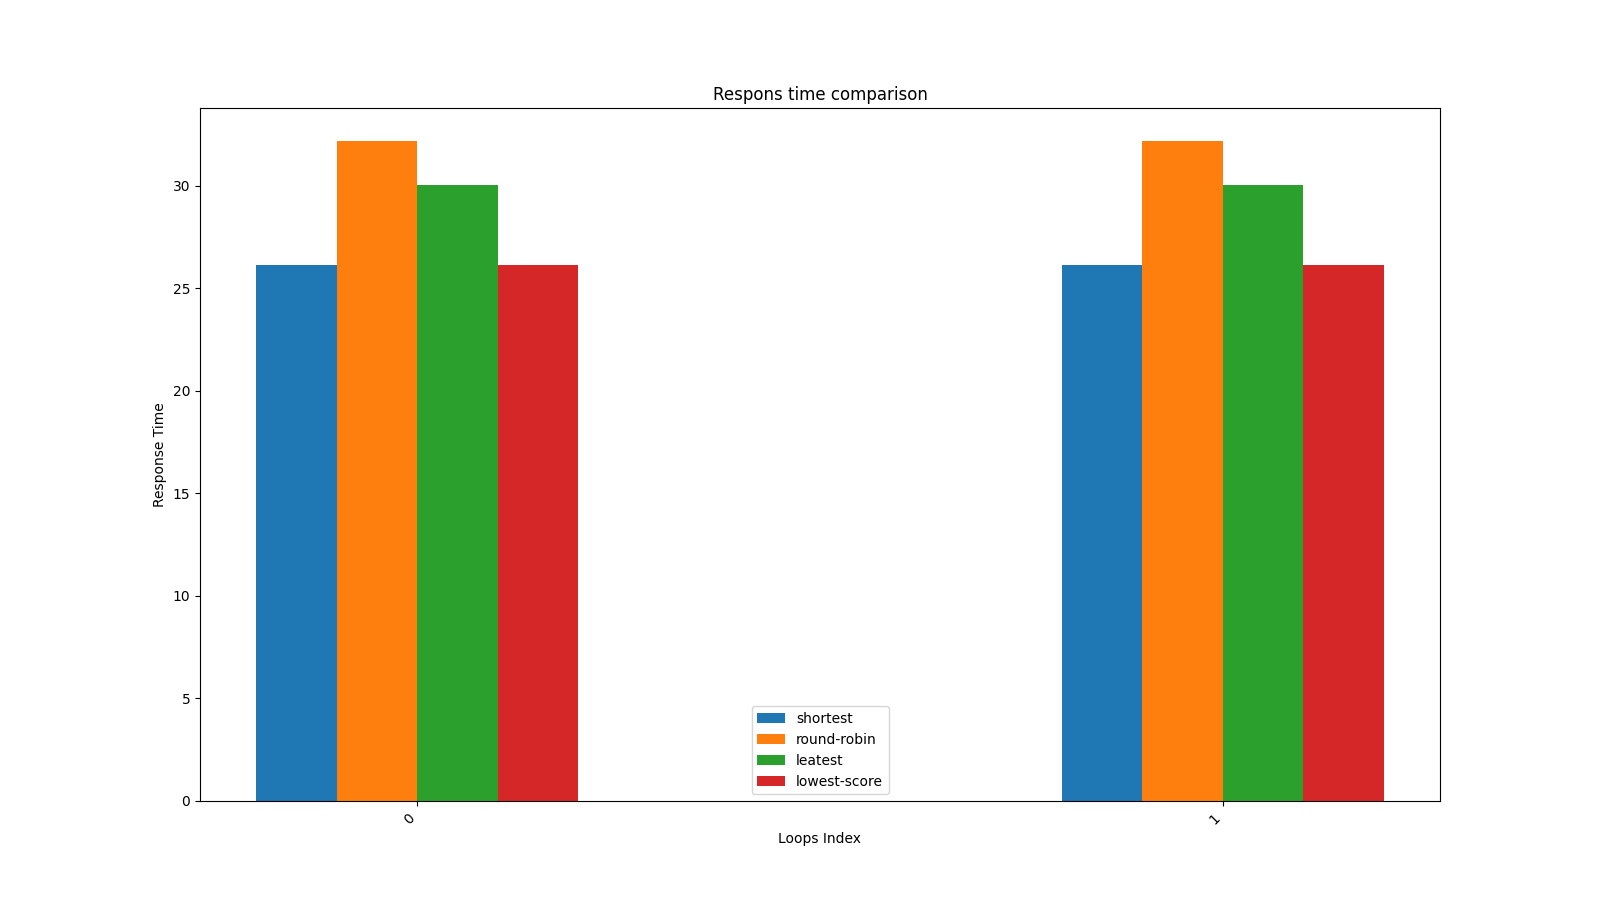 Respons time comparison
30
25
20
15
10
5
0
Response Time
shortest
round-robin
leatest
lowest-score
0
1
Loops Index